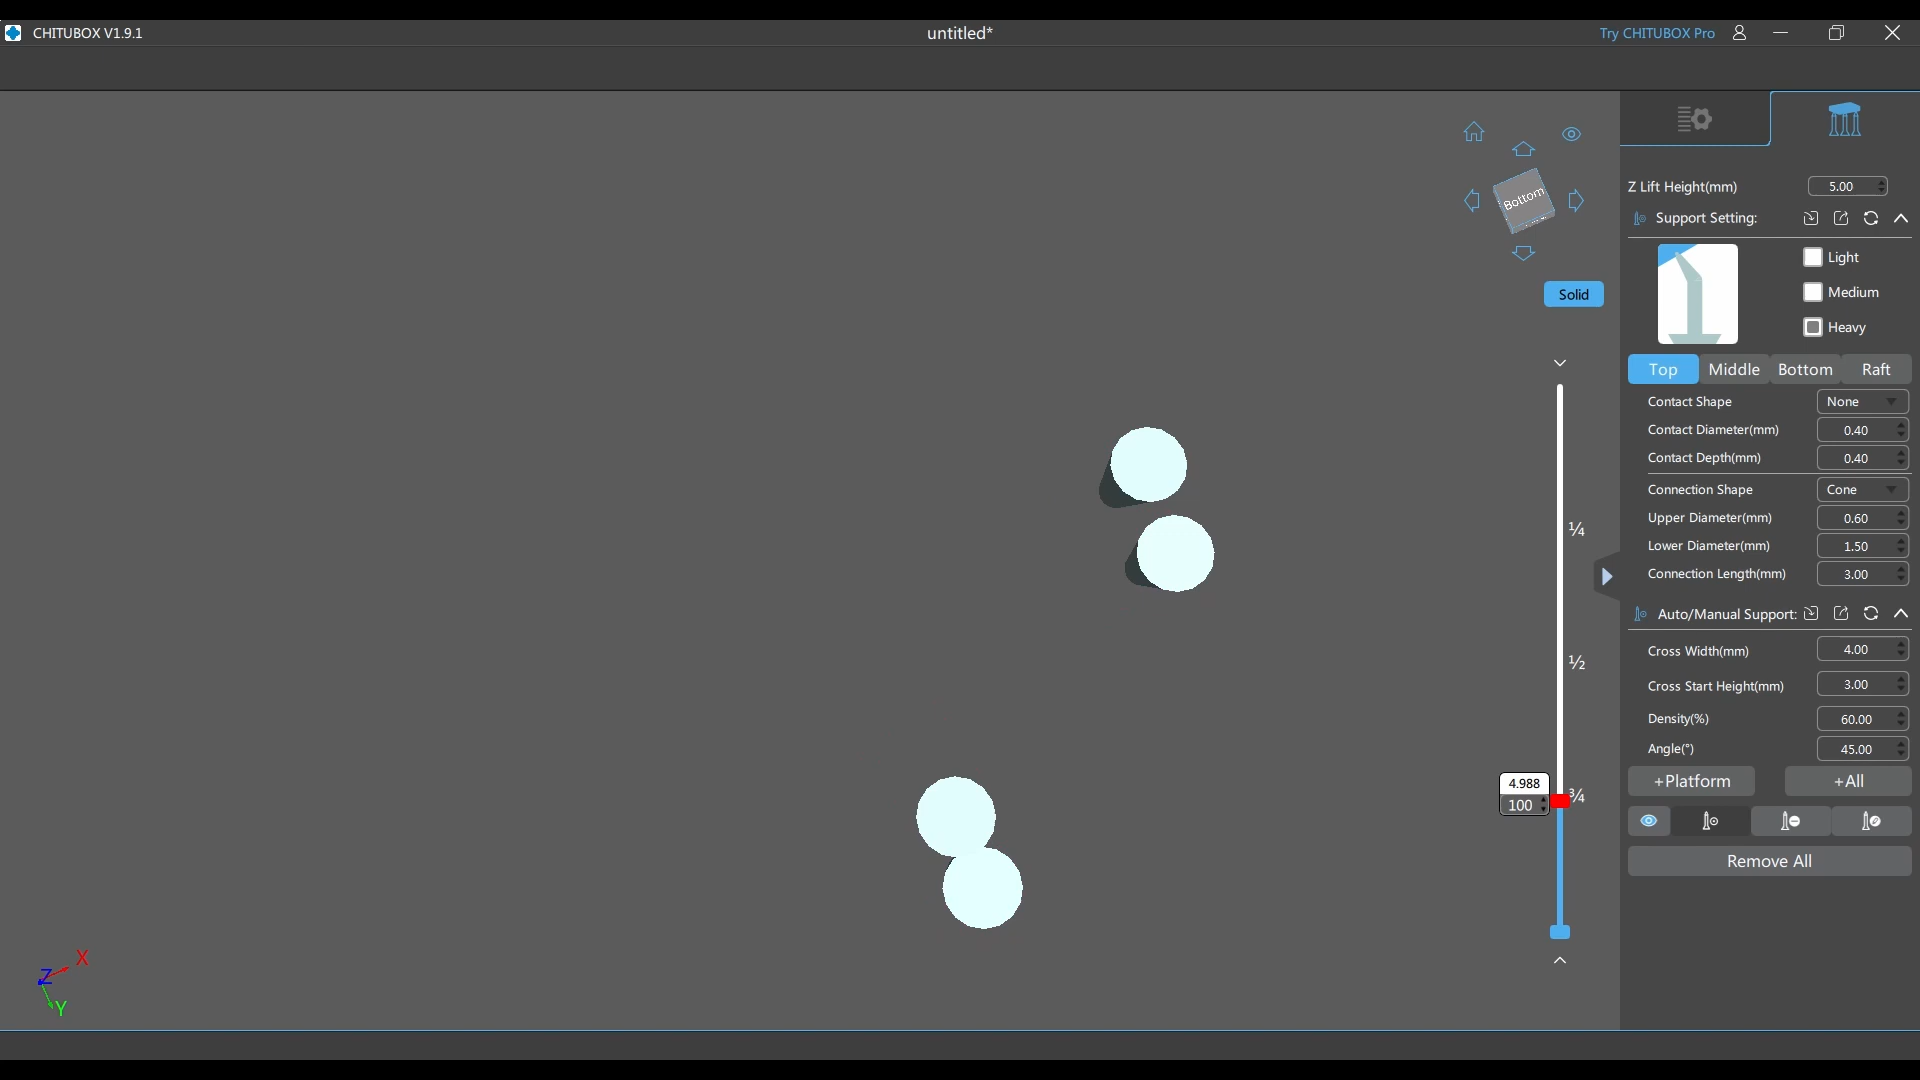 CHITUBOX V1.9.1
untitled*
Try CHITUBOX Pro
Bottom
Solid
Z Lift Height(mm) 5.00
Support Setting:
Light
Medium
Heavy
Top Middle Bottom Raft
Contact Shape None
Contact Diameter(mm) 0.40
Contact Depth(mm) 0.40
Connection Shape Cone
Upper Diameter(mm) 0.60
Lower Diameter(mm) 1.50
Connection Length(mm) 3.00
Auto/Manual Support:
Cross Width(mm) 4.00
Cross Start Height(mm) 3.00
Density(%) 60.00
Angle(°) 45.00
+Platform +All
Remove All
¼
½
¾
4.988
100
X
Z
Y